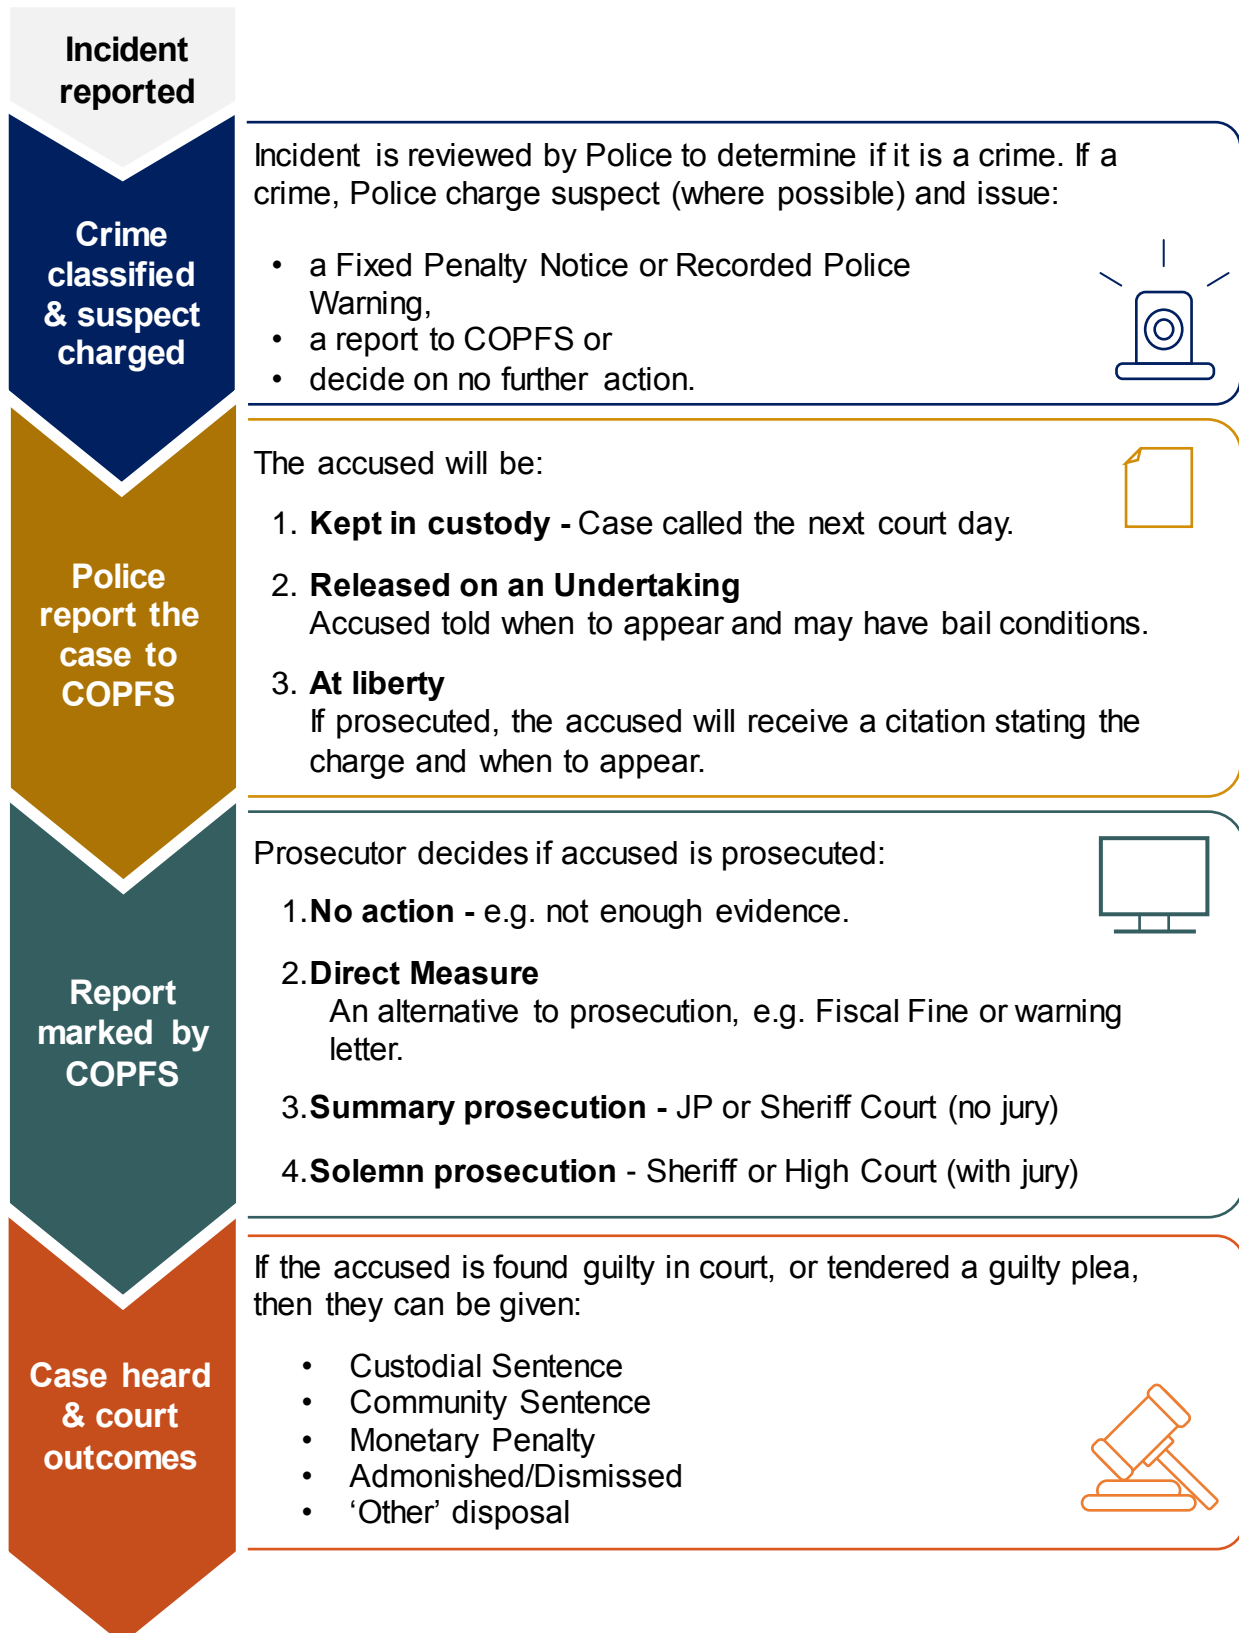 Incident
reported
Crime
classified
& suspect
charged
Incident is reviewed by Police to determine if it is a crime. If a
crime, Police charge suspect (where possible) and issue:
• a Fixed Penalty Notice or Recorded Police
Warning,
• a report to COPFS or
• decide on no further action.
Police
report the
case to
COPFS
The accused will be:
1. Kept in custody - Case called the next court day.
2. Released on an Undertaking
Accused told when to appear and may have bail conditions.
3. At liberty
If prosecuted, the accused will receive a citation stating the
charge and when to appear.
Report
marked by
COPFS
Prosecutor decides if accused is prosecuted:
1. No action - e.g. not enough evidence.
2. Direct Measure
An alternative to prosecution, e.g. Fiscal Fine or warning
letter.
3. Summary prosecution - JP or Sheriff Court (no jury)
4. Solemn prosecution - Sheriff or High Court (with jury)
Case heard
& court
outcomes
If the accused is found guilty in court, or tendered a guilty plea,
then they can be given:
• Custodial Sentence
• Community Sentence
• Monetary Penalty
• Admonished/Dismissed
• ‘Other’ disposal